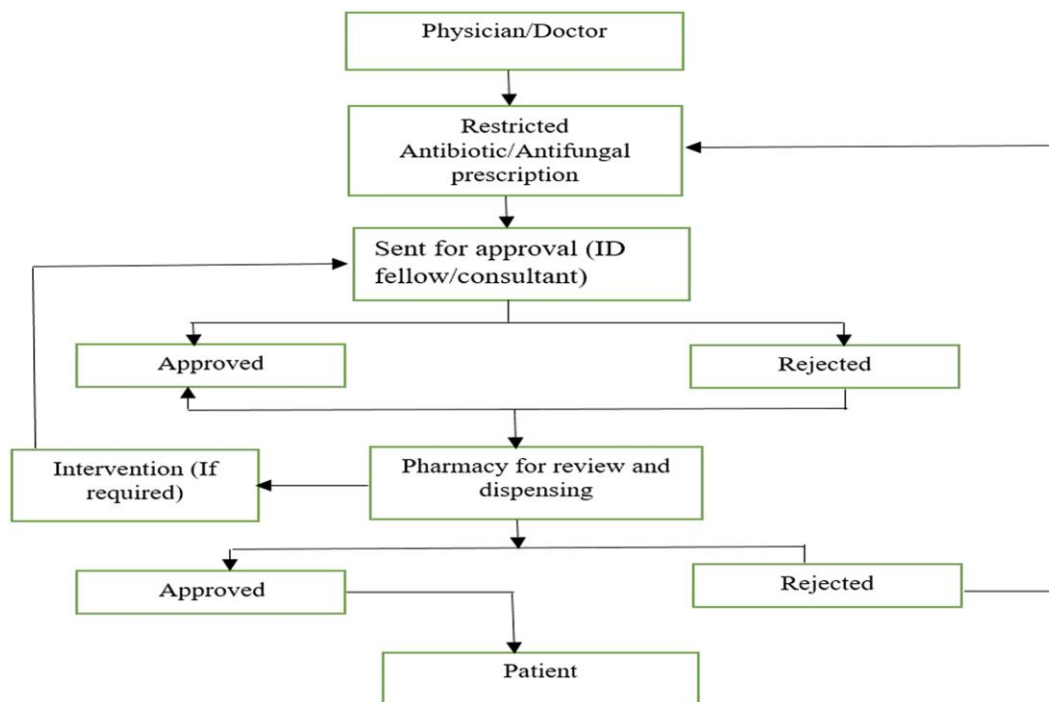 Physician/Doctor
Restricted
Antibiotic/Antifungal
prescription
Sent for approval (ID
fellow/consultant)
Approved
Rejected
Intervention (If
required)
Pharmacy for review and
dispensing
Approved
Rejected
Patient